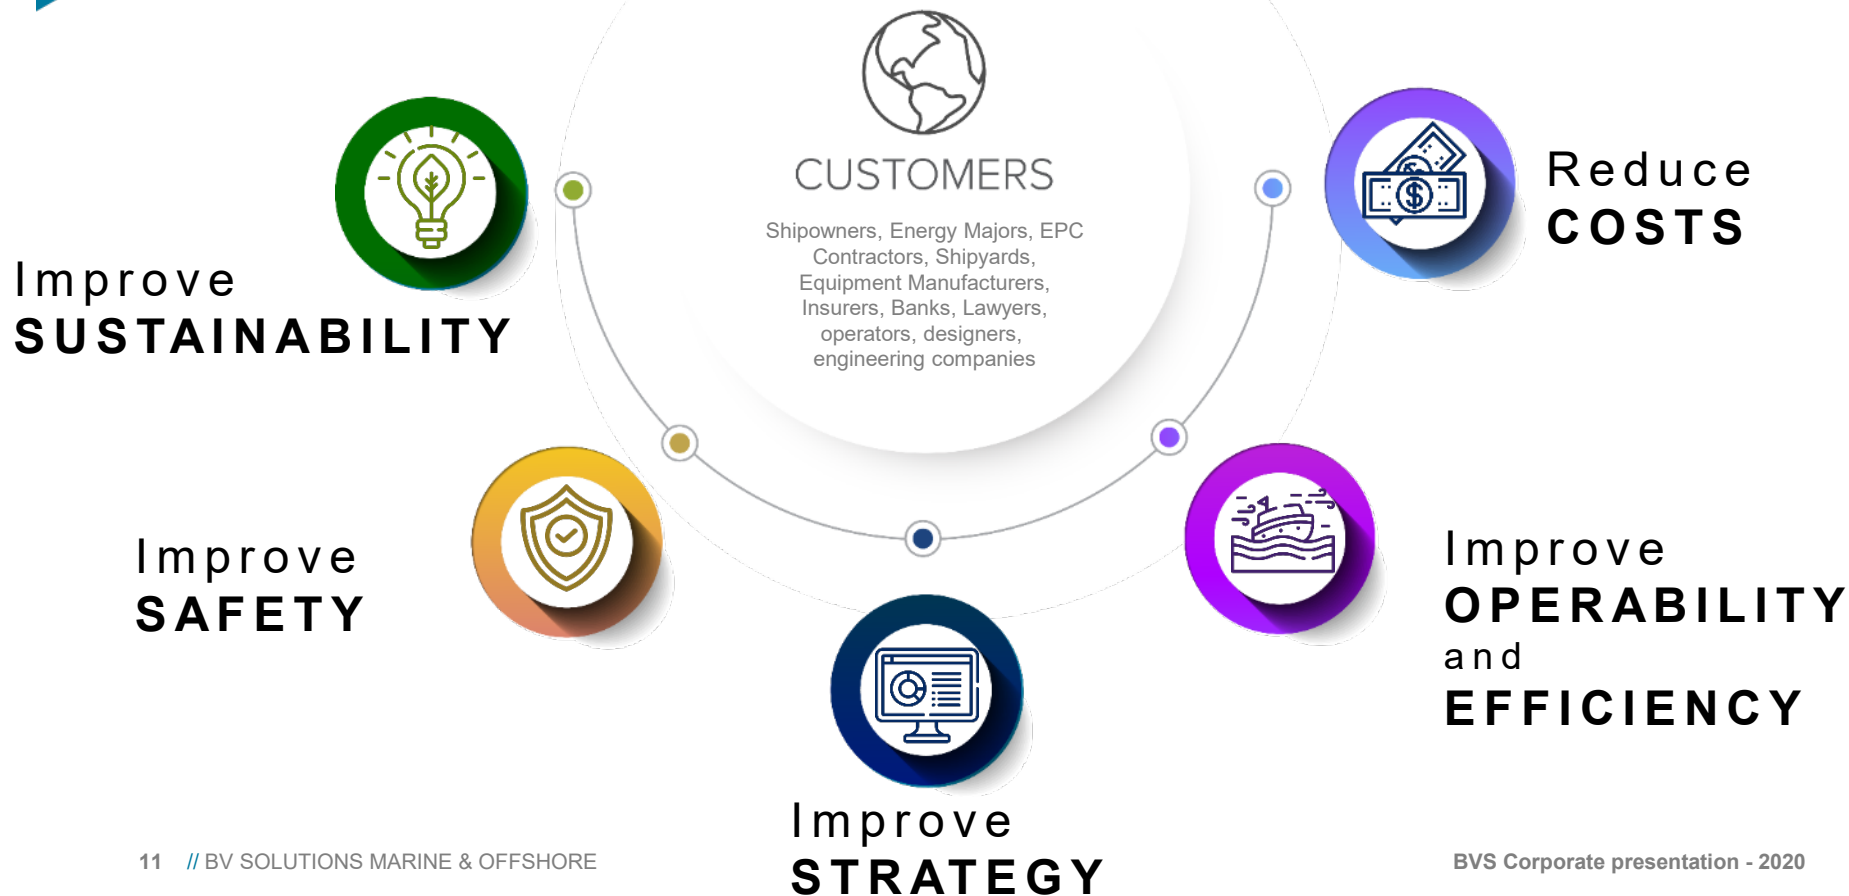 CUSTOMERS
Shipowners, Energy Majors, EPC
Contractors, Shipyards,
Equipment Manufacturers,
Insurers, Banks, Lawyers,
operators, designers,
engineering companies
Improve
SUSTAINABILITY
Improve
SAFETY
Improve
STRATEGY
Improve
OPERABILITY
and
EFFICIENCY
Reduce
COSTS
$
11 // BV SOLUTIONS MARINE & OFFSHORE
BVS Corporate presentation - 2020